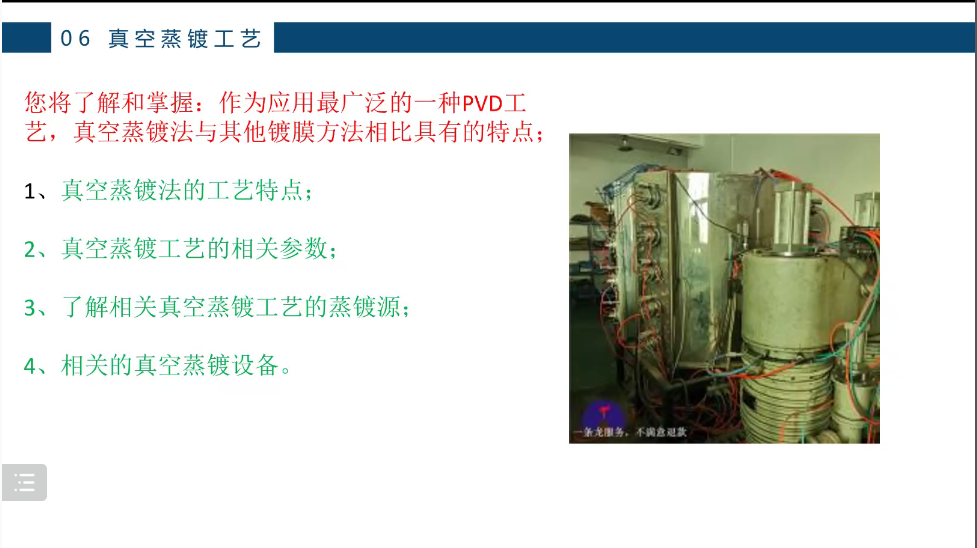 06 真空蒸镀工艺
您将了解和掌握：作为应用最广泛的一种PVD工
艺，真空蒸镀法与其他镀膜方法相比具有的特点；
1、真空蒸镀法的工艺特点；
2、真空蒸镀工艺的相关参数；
3、了解相关真空蒸镀工艺的蒸镀源；
4、相关的真空蒸镀设备。
一条龙服务，不满意退款